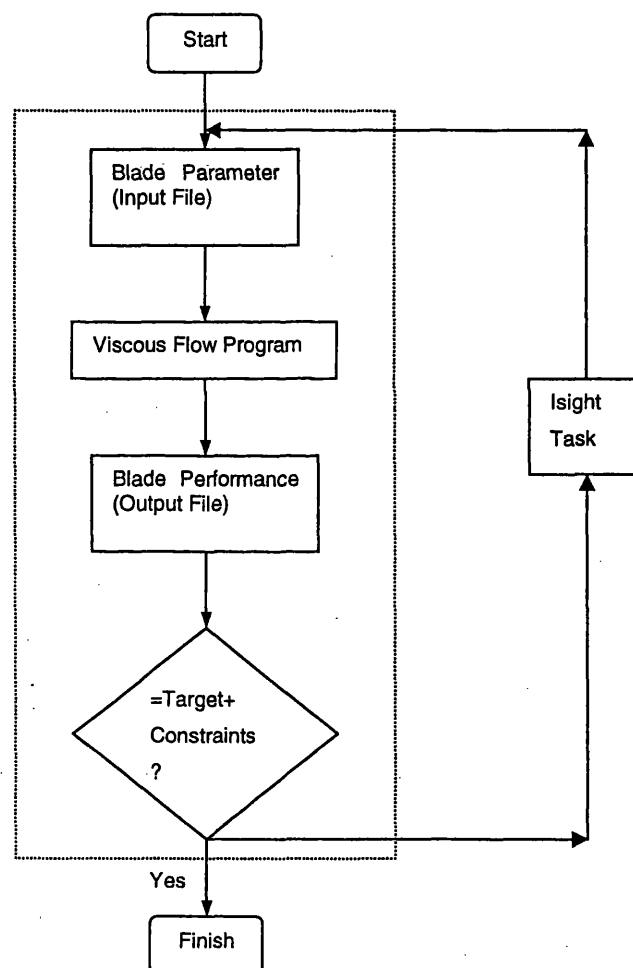 Start
Blade Parameter
(Input File)
Viscous Flow Program
Isight
Task
Blade Performance
(Output File)
=Target+
Constraints
?
Yes
Finish